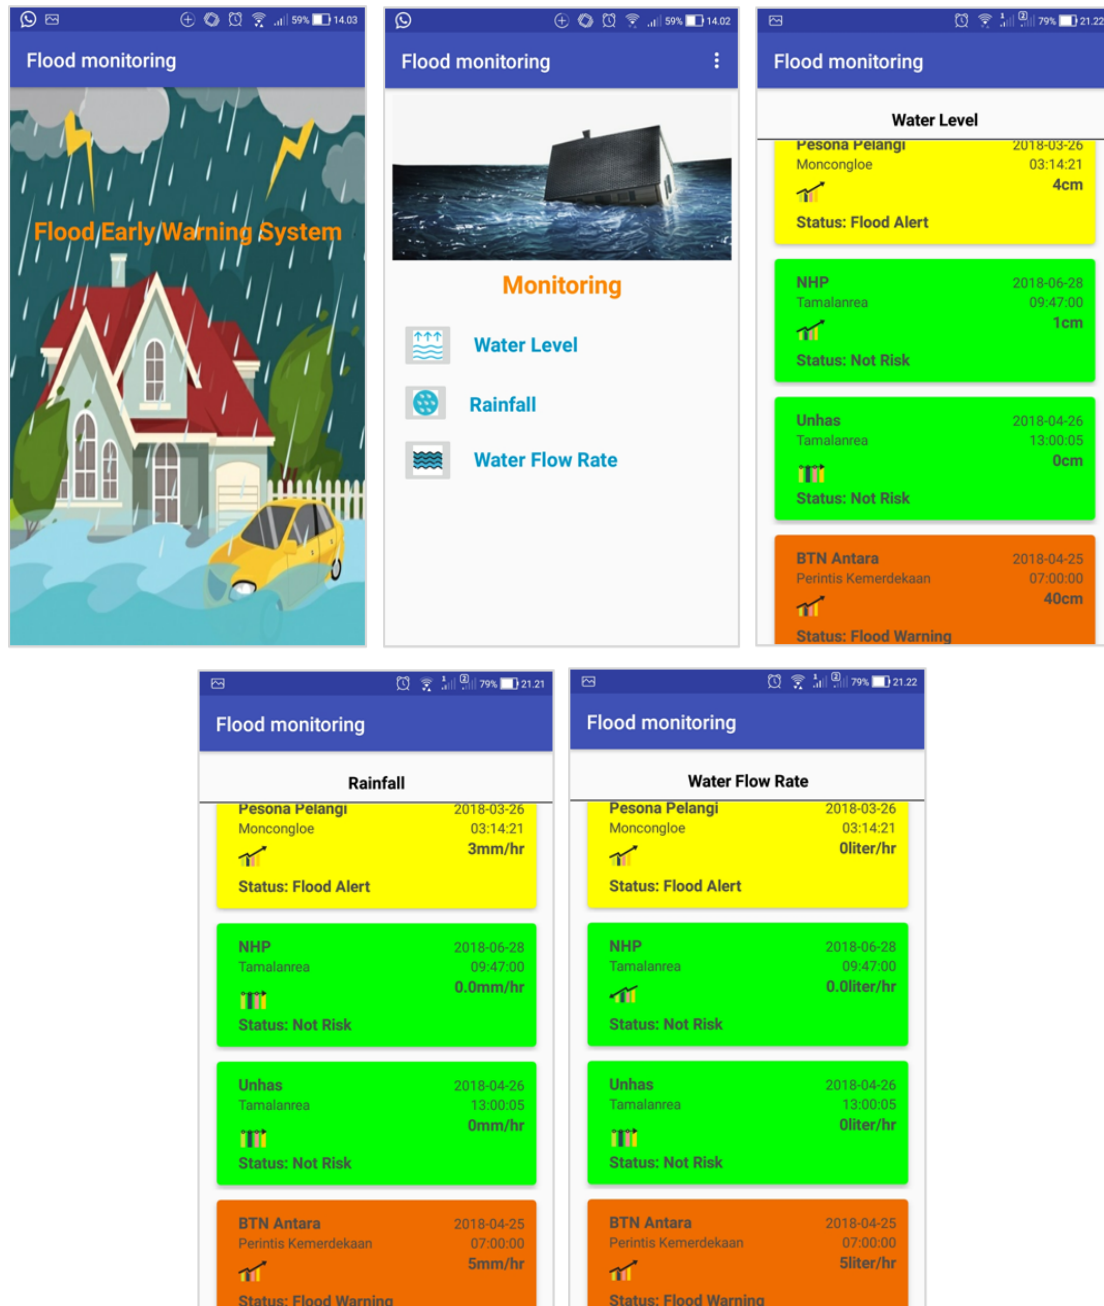 59% 14.03
Flood monitoring
Flood Early Warning System
59% 14.02
Flood monitoring
Monitoring
Water Level
Rainfall
Water Flow Rate
1 2 79% 21.22
Flood monitoring
Water Level
Pesona Pelangi 2018-03-26
Moncongloe 03:14:21
4cm
Status: Flood Alert
NHP 2018-06-28
Tamalanrea 09:47:00
1cm
Status: Not Risk
Unhas 2018-04-26
Tamalanrea 13:00:05
0cm
Status: Not Risk
BTN Antara 2018-04-25
Perintis Kemerdekaan 07:00:00
40cm
Status: Flood Warning
1 2 79% 21.21
Flood monitoring
Rainfall
Pesona Pelangi 2018-03-26
Moncongloe 03:14:21
3mm/hr
Status: Flood Alert
NHP 2018-06-28
Tamalanrea 09:47:00
0.0mm/hr
Status: Not Risk
Unhas 2018-04-26
Tamalanrea 13:00:05
0mm/hr
Status: Not Risk
BTN Antara 2018-04-25
Perintis Kemerdekaan 07:00:00
5mm/hr
Status: Flood Warning
1 2 79% 21.22
Flood monitoring
Water Flow Rate
Pesona Pelangi 2018-03-26
Moncongloe 03:14:21
0liter/hr
Status: Flood Alert
NHP 2018-06-28
Tamalanrea 09:47:00
0.0liter/hr
Status: Not Risk
Unhas 2018-04-26
Tamalanrea 13:00:05
0liter/hr
Status: Not Risk
BTN Antara 2018-04-25
Perintis Kemerdekaan 07:00:00
5liter/hr
Status: Flood Warning